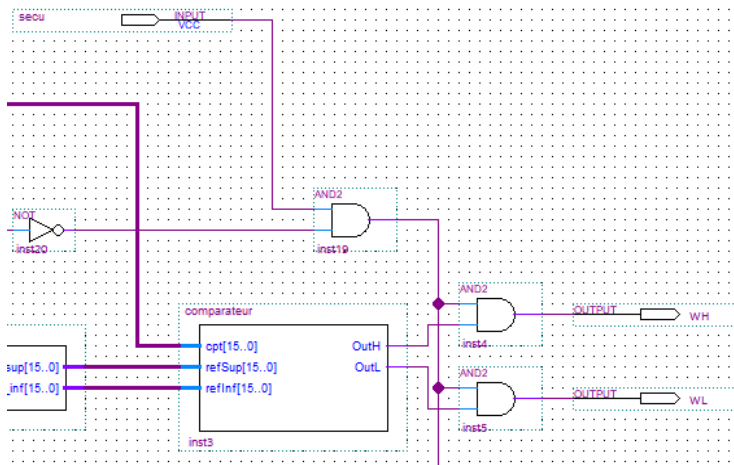 secu
INPUT
VCC
AND2
NOT
inst20
inst19
AND2
OUTPUT
WH
comparateur
opt[15..0]
OutH
inst4
sup[15..0]
refSup[15..0]
OutL
AND2
_inf[15..0]
refInf[15..0]
OUTPUT
WL
inst5
inst3